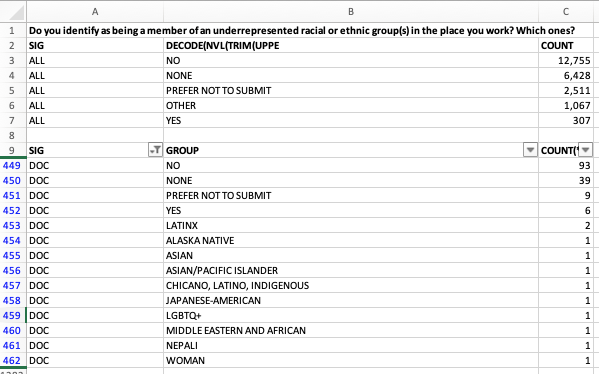 A B C
1 Do you identify as being a member of an underrepresented racial or ethnic group(s) in the place you work? Which ones?
2 SIG DECODE(NVL(TRIM(UPPE COUNT
3 ALL NO 12,755
4 ALL NONE 6,428
5 ALL PREFER NOT TO SUBMIT 2,511
6 ALL OTHER 1,067
7 ALL YES 307
8
9 SIG GROUP COUNT('
449 DOC NO 93
450 DOC NONE 39
451 DOC PREFER NOT TO SUBMIT 9
452 DOC YES 6
453 DOC LATINX 2
454 DOC ALASKA NATIVE 1
455 DOC ASIAN 1
456 DOC ASIAN/PACIFIC ISLANDER 1
457 DOC CHICANO, LATINO, INDIGENOUS 1
458 DOC JAPANESE-AMERICAN 1
459 DOC LGBTQ+ 1
460 DOC MIDDLE EASTERN AND AFRICAN 1
461 DOC NEPALI 1
462 DOC WOMAN 1